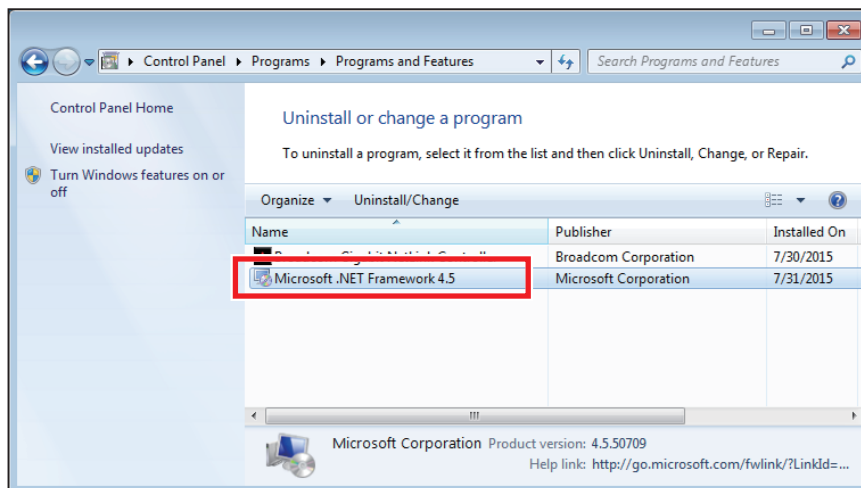 Control Panel Programs Programs and Features Search Programs and Features
Control Panel Home
View installed updates
Turn Windows features on or
off
Uninstall or change a program
To uninstall a program, select it from the list and then click Uninstall, Change, or Repair.
Organize Uninstall/Change
Name Publisher Installed On
Broadcom Corporation 7/30/2015
Microsoft .NET Framework 4.5 Microsoft Corporation 7/31/2015
Microsoft Corporation Product version: 4.5.50709
Help link: http://go.microsoft.com/fwlink/?LinkId=...